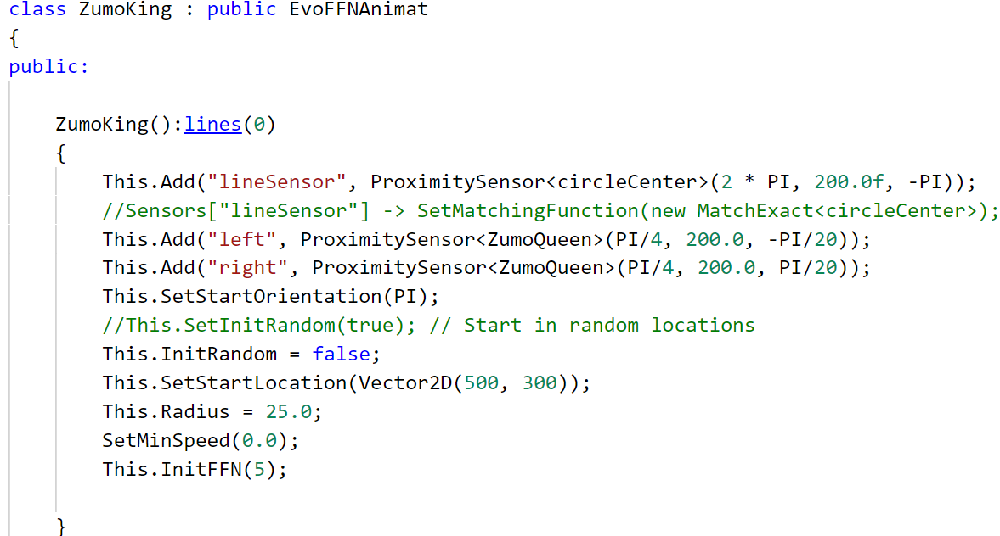 class ZumoKing : public EvoFFNAnimat
{
public:
ZumoKing():lines(0)
{
This.Add("lineSensor", ProximitySensor<circleCenter>(2 * PI, 200.0f, -PI));
//Sensors["lineSensor"] -> SetMatchingFunction(new MatchExact<circleCenter>);
This.Add("left", ProximitySensor<ZumoQueen>(PI/4, 200.0, -PI/20));
This.Add("right", ProximitySensor<ZumoQueen>(PI/4, 200.0, PI/20));
This.SetStartOrientation(PI);
//This.SetInitRandom(true); // Start in random locations
This.InitRandom = false;
This.SetStartLocation(Vector2D(500, 300));
This.Radius = 25.0;
SetMinSpeed(0.0);
This.InitFFN(5);
}